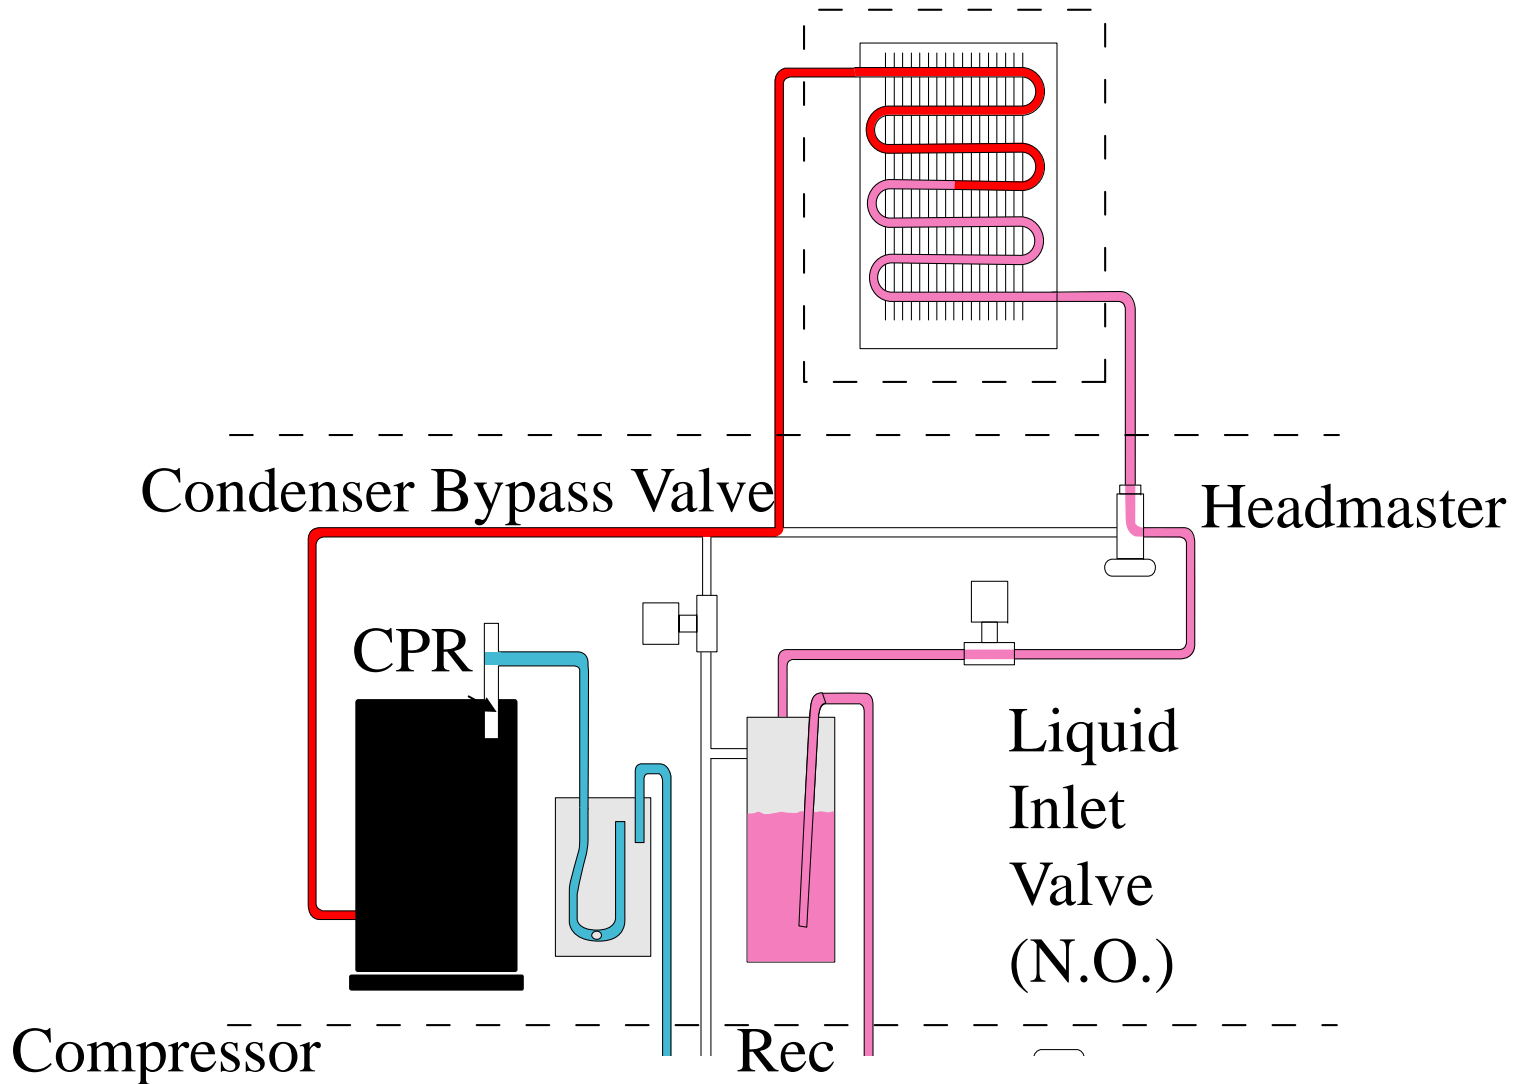 Condenser Bypass Valve
Headmaster
CPR
Liquid
Inlet
Valve
(N.O.)
Compressor
Rec